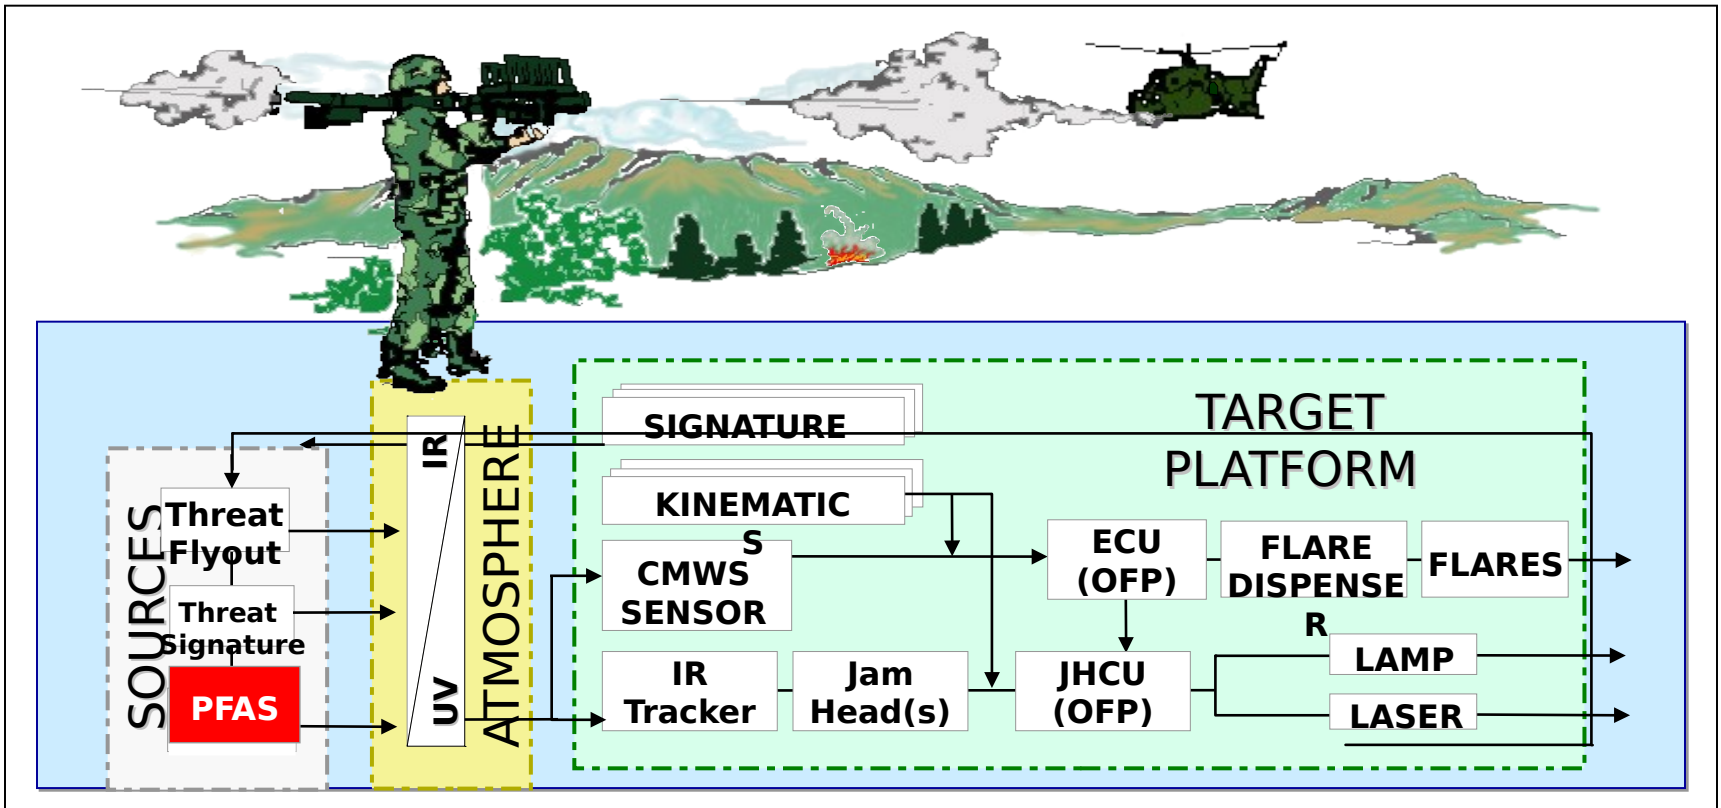 TARGET
PLATFORM
SOURCES
Threat
Flyout
Threat
Signature
PFAS
ATMOSPHERE
IR
UV
SIGNATURE
KINEMATIC
S
CMWS
SENSOR
IR
Tracker
Jam
Head(s)
ECU
(OFP)
JHCU
(OFP)
FLARE
DISPENSE
R
FLARES
LAMP
LASER